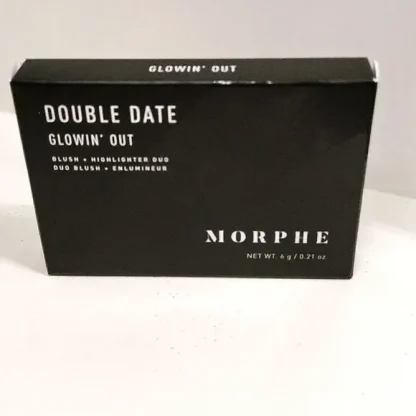 GLOWIN' OUT
DOUBLE DATE
GLOWIN' OUT
BLUSH + HIGHLIGHTER DUO
DUO BLUSH + ENLUMINEUR
MORPHE
NET WT. 6 g / 0.21 oz